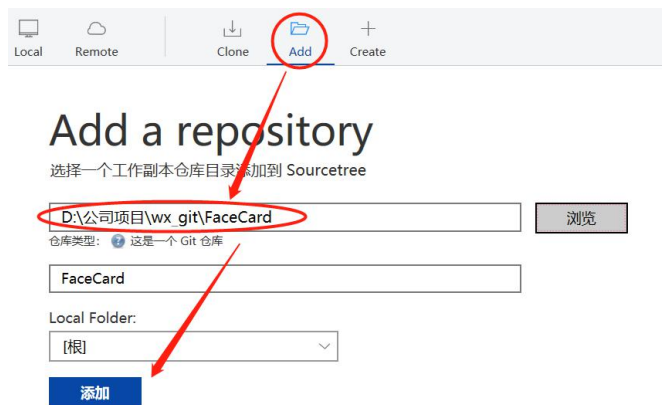 Local Remote Clone Add Create
Add a repository
选择一个工作副本仓库目录添加到 Sourcetree
D:\公司项目\wx_git\FaceCard 浏览
仓库类型: 这是一个 Git 仓库
FaceCard
Local Folder:
[根]
添加